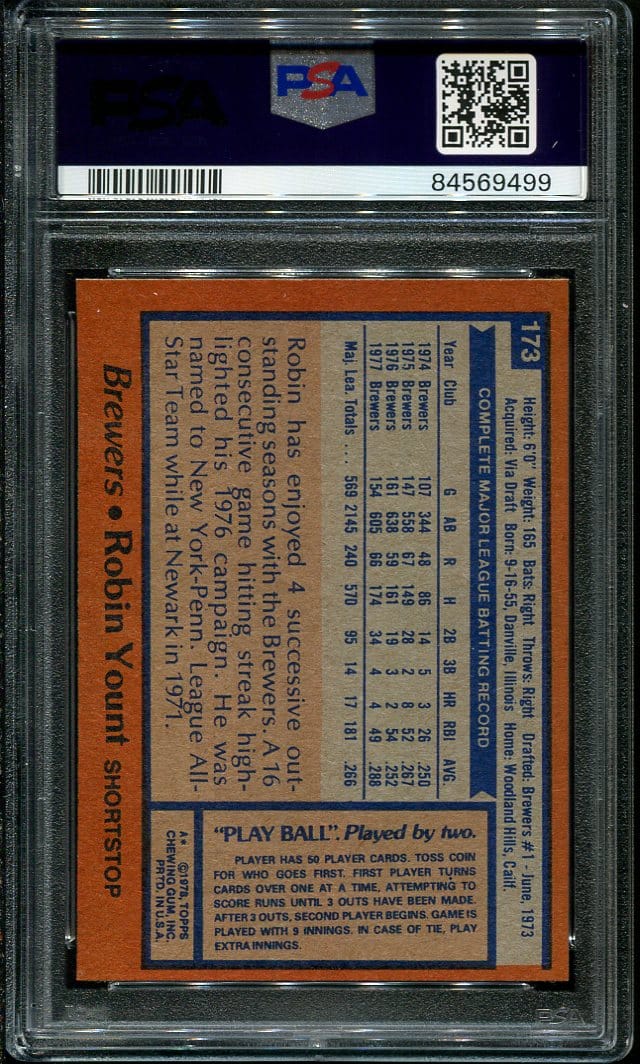 PSA
PSA
84569499
173
Height: 6'0" Weight: 165 Bats: Right Throws: Right Drafted: Brewers #1 - June, 1973
Acquired: Via Draft Born: 9-16-55, Danville, Illinois Home: Woodland Hills, Calif.
COMPLETE MAJOR LEAGUE BATTING RECORD
Year Club G AB R H 2B 3B HR RBI AVG.
1974 Brewers 107 344 48 86 14 5 3 26 .250
1975 Brewers 147 558 67 149 28 2 8 52 .267
1976 Brewers 161 638 59 161 19 3 2 54 .252
1977 Brewers 154 605 66 174 34 4 4 49 .288
Maj. Lea. Totals .... 569 2145 240 570 95 14 17 181 .266
Robin has enjoyed 4 successive out-
standing seasons with the Brewers. A 16
consecutive game hitting streak high-
lighted his 1976 campaign. He was
named to New York-Penn. League All-
Star Team while at Newark in 1971.
"PLAY BALL". Played by two.
PLAYER HAS 50 PLAYER CARDS. TOSS COIN
FOR WHO GOES FIRST. FIRST PLAYER TURNS
CARDS OVER ONE AT A TIME, ATTEMPTING TO
SCORE RUNS UNTIL 3 OUTS HAVE BEEN MADE.
AFTER 3 OUTS, SECOND PLAYER BEGINS. GAME IS
PLAYED WITH 9 INNINGS. IN CASE OF TIE, PLAY
EXTRA INNINGS.
A* ©1978, TOPPS
CHEWING GUM, INC.
PRTD. IN U.S.A.
Brewers • Robin Yount SHORTSTOP
PSA